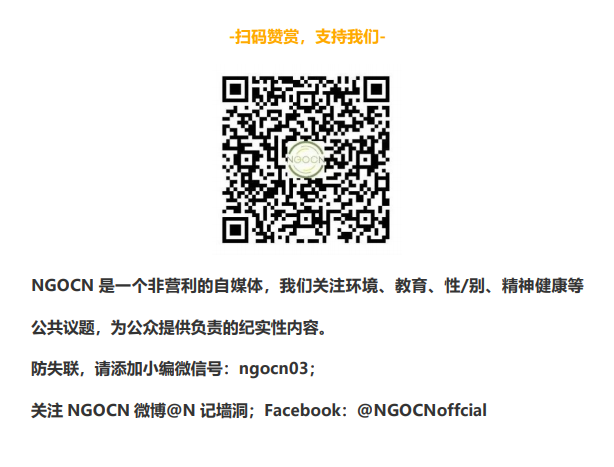 -扫码赞赏，支持我们-
NGOCN
NGOCN 是一个非营利的自媒体，我们关注环境、教育、性/别、精神健康等
公共议题，为公众提供负责的纪实性内容。
防失联，请添加小编微信号：ngocn03；
关注 NGOCN 微博@N 记墙洞；Facebook：@NGOCNoffcial